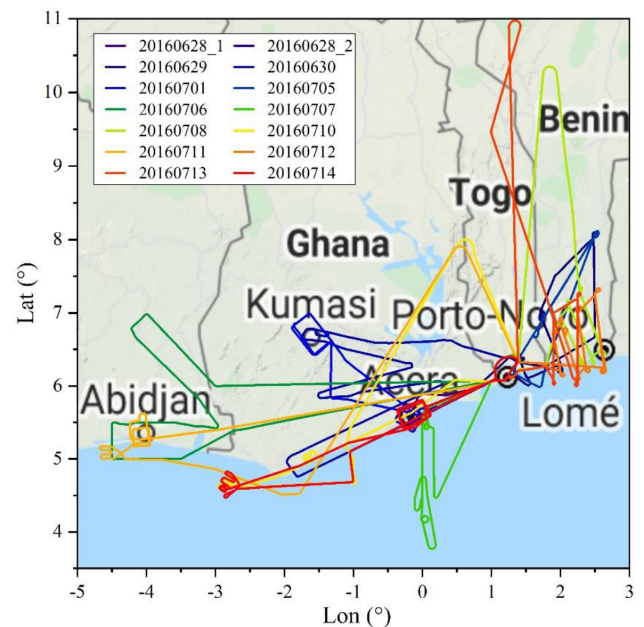 11
10
9
8
7
6
5
4
Lat (°)
20160628_1 20160628_2
20160629 20160630
20160701 20160705
20160706 20160707
20160708 20160710
20160711 20160712
20160713 20160714
Benin
Togo
Ghana
Kumasi Porto-Novo
Accra
Abidjan
Lomé
-5 -4 -3 -2 -1 0 1 2 3
Lon (°)